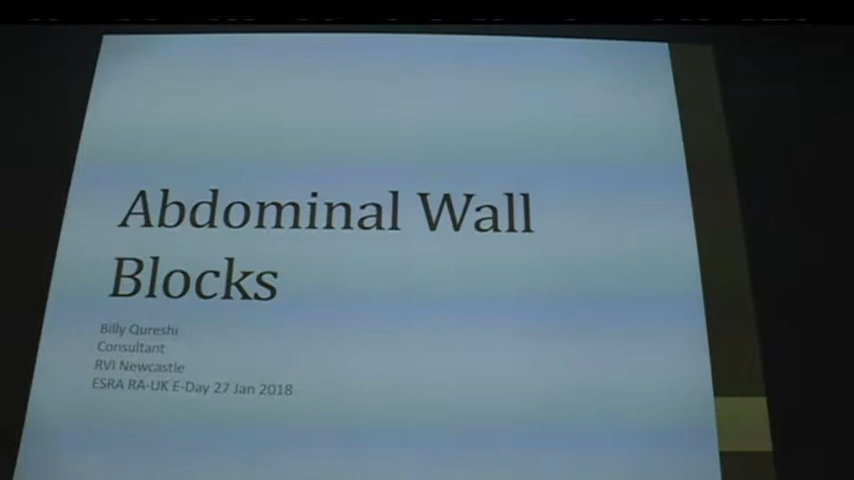 Abdominal Wall
Blocks
Billy Qureshi
Consultant
RVI Newcastle
ESRA RA-UK E-Day 27 Jan 2018